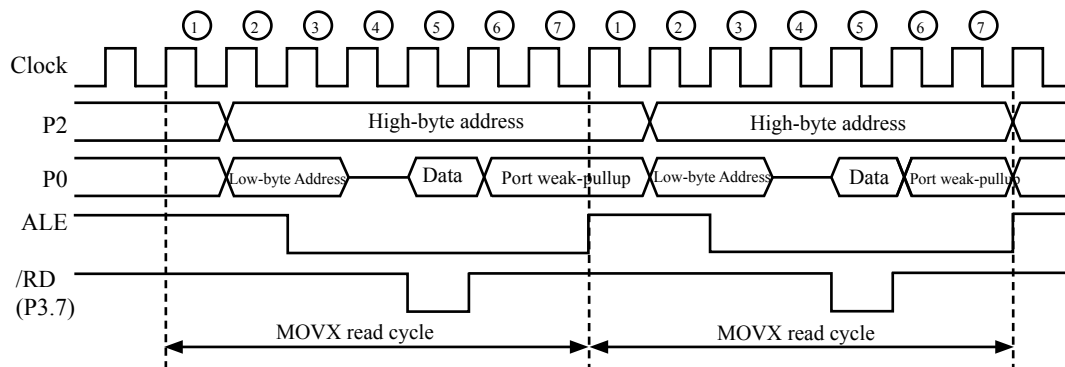 1 2 3 4 5 6 7 1 2 3 4 5 6 7
Clock
P2 High-byte address High-byte address
P0 Low-byte Address Data Port weak-pullup Low-byte Address Data Port weak-pullup
ALE
/RD
(P3.7)
MOVX read cycle MOVX read cycle